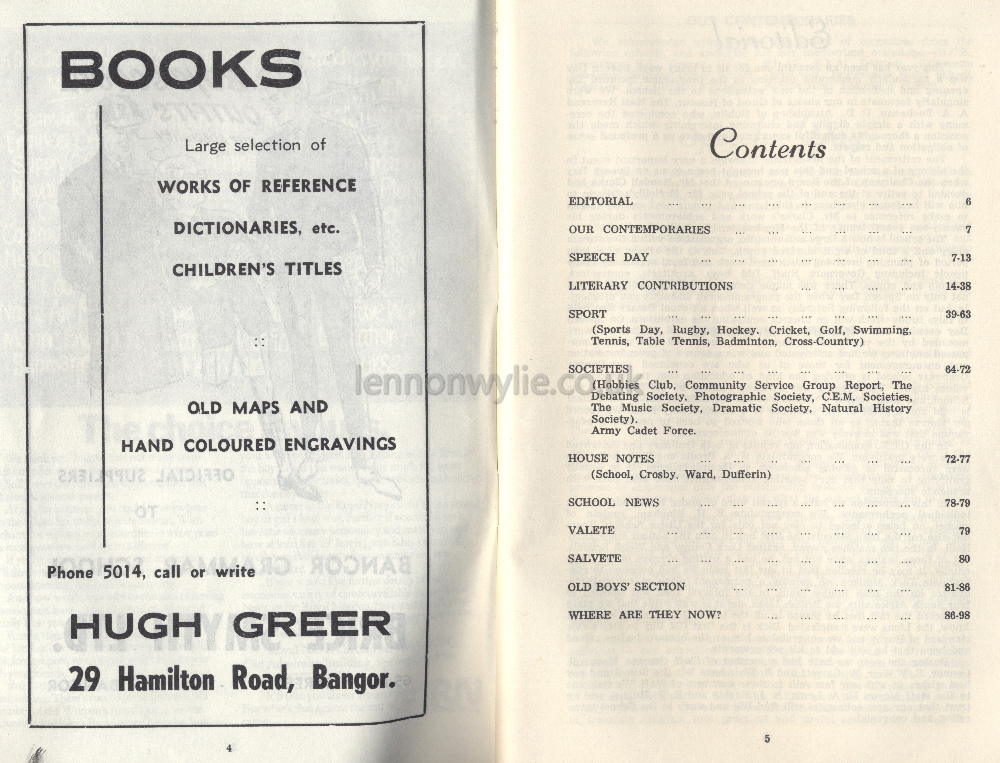 BOOKS
Large selection of
WORKS OF REFERENCE
DICTIONARIES, etc.
CHILDREN'S TITLES
::
OLD MAPS AND
HAND COLOURED ENGRAVINGS
::
Phone 5014, call or write
HUGH GREER
29 Hamilton Road, Bangor.
4
lennonwylie.co.uk
Contents
EDITORIAL ... ... ... ... ... ... ... ... 6
OUR CONTEMPORARIES ... ... ... ... ... ... 7
SPEECH DAY ... ... ... ... ... ... ... 7-13
LITERARY CONTRIBUTIONS ... ... ... ... 14-38
SPORT ... ... ... ... ... ... ... ... 39-63
(Sports Day, Rugby, Hockey, Cricket, Golf, Swimming,
Tennis, Table Tennis, Badminton, Cross-Country)
SOCIETIES ... ... ... ... ... ... ... ... 64-72
(Hobbies Club, Community Service Group Report, The
Debating Society, Photographic Society, C.E.M. Societies,
The Music Society, Dramatic Society, Natural History
Society).
Army Cadet Force.
HOUSE NOTES ... ... ... ... ... ... ... 72-77
(School, Crosby, Ward, Dufferin)
SCHOOL NEWS ... ... ... ... ... ... ... 78-79
VALETE ... ... ... ... ... ... ... ... 79
SALVETE ... ... ... ... ... ... ... ... 80
OLD BOYS' SECTION ... ... ... ... ... ... 81-86
WHERE ARE THEY NOW? ... ... ... ... ... 86-98
5